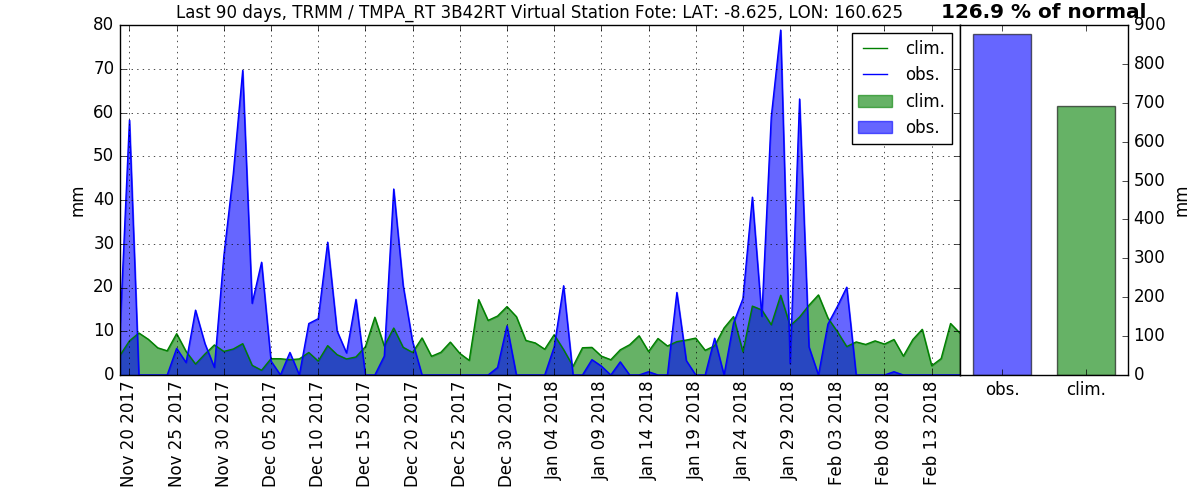 Last 90 days, TRMM / TMPA_RT 3B42RT Virtual Station Fote: LAT: -8.625, LON: 160.625
126.9 % of normal
mm
80
70
60
50
40
30
20
10
0
clim.
obs.
clim.
obs.
Nov 20 2017
Nov 25 2017
Nov 30 2017
Dec 05 2017
Dec 10 2017
Dec 15 2017
Dec 20 2017
Dec 25 2017
Dec 30 2017
Jan 04 2018
Jan 09 2018
Jan 14 2018
Jan 19 2018
Jan 24 2018
Jan 29 2018
Feb 03 2018
Feb 08 2018
Feb 13 2018
900
800
700
600
500
400
300
200
100
0
mm
obs.
clim.